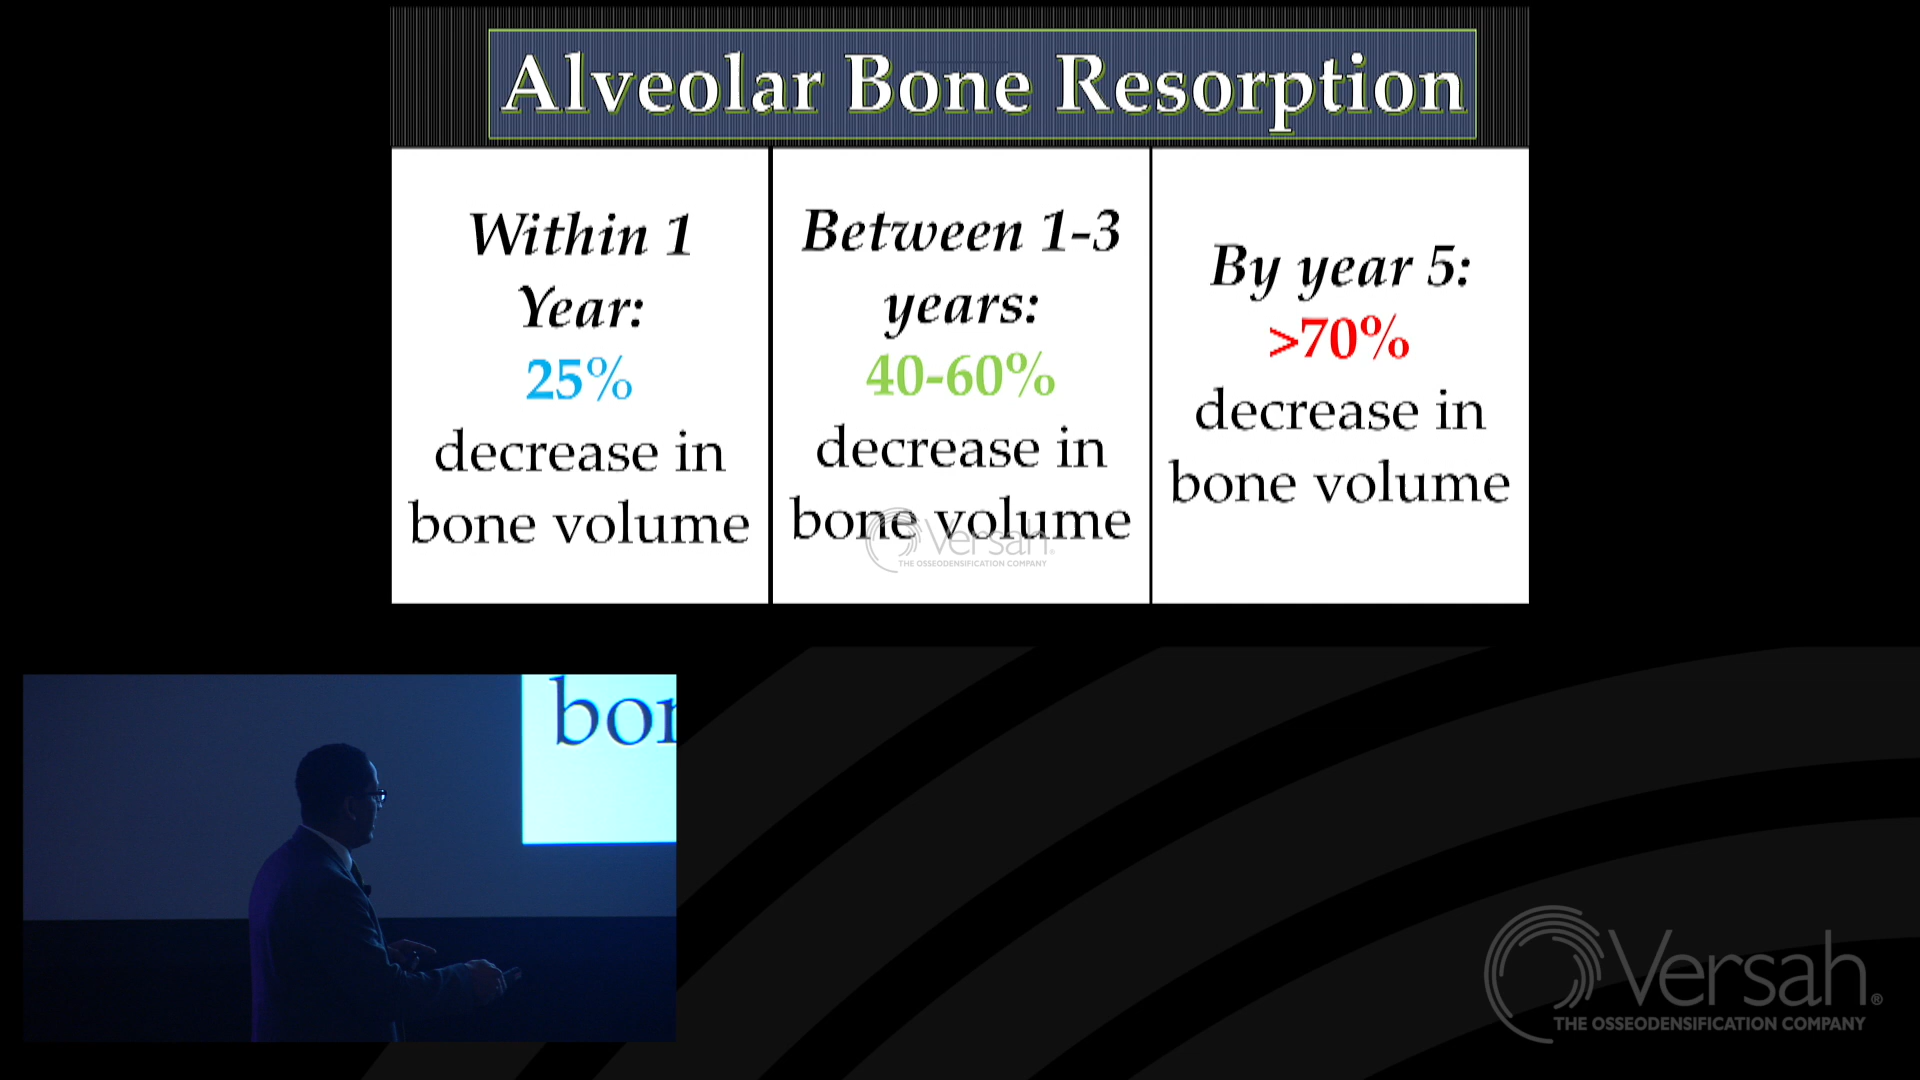 Alveolar Bone Resorption
Within 1
Year:
25%
decrease in
bone volume
Between 1-3
years:
40-60%
decrease in
bone volume
Versah®
THE OSSEODENSIFICATION COMPANY
By year 5:
>70%
decrease in
bone volume
bon
Versah®
THE OSSEODENSIFICATION COMPANY